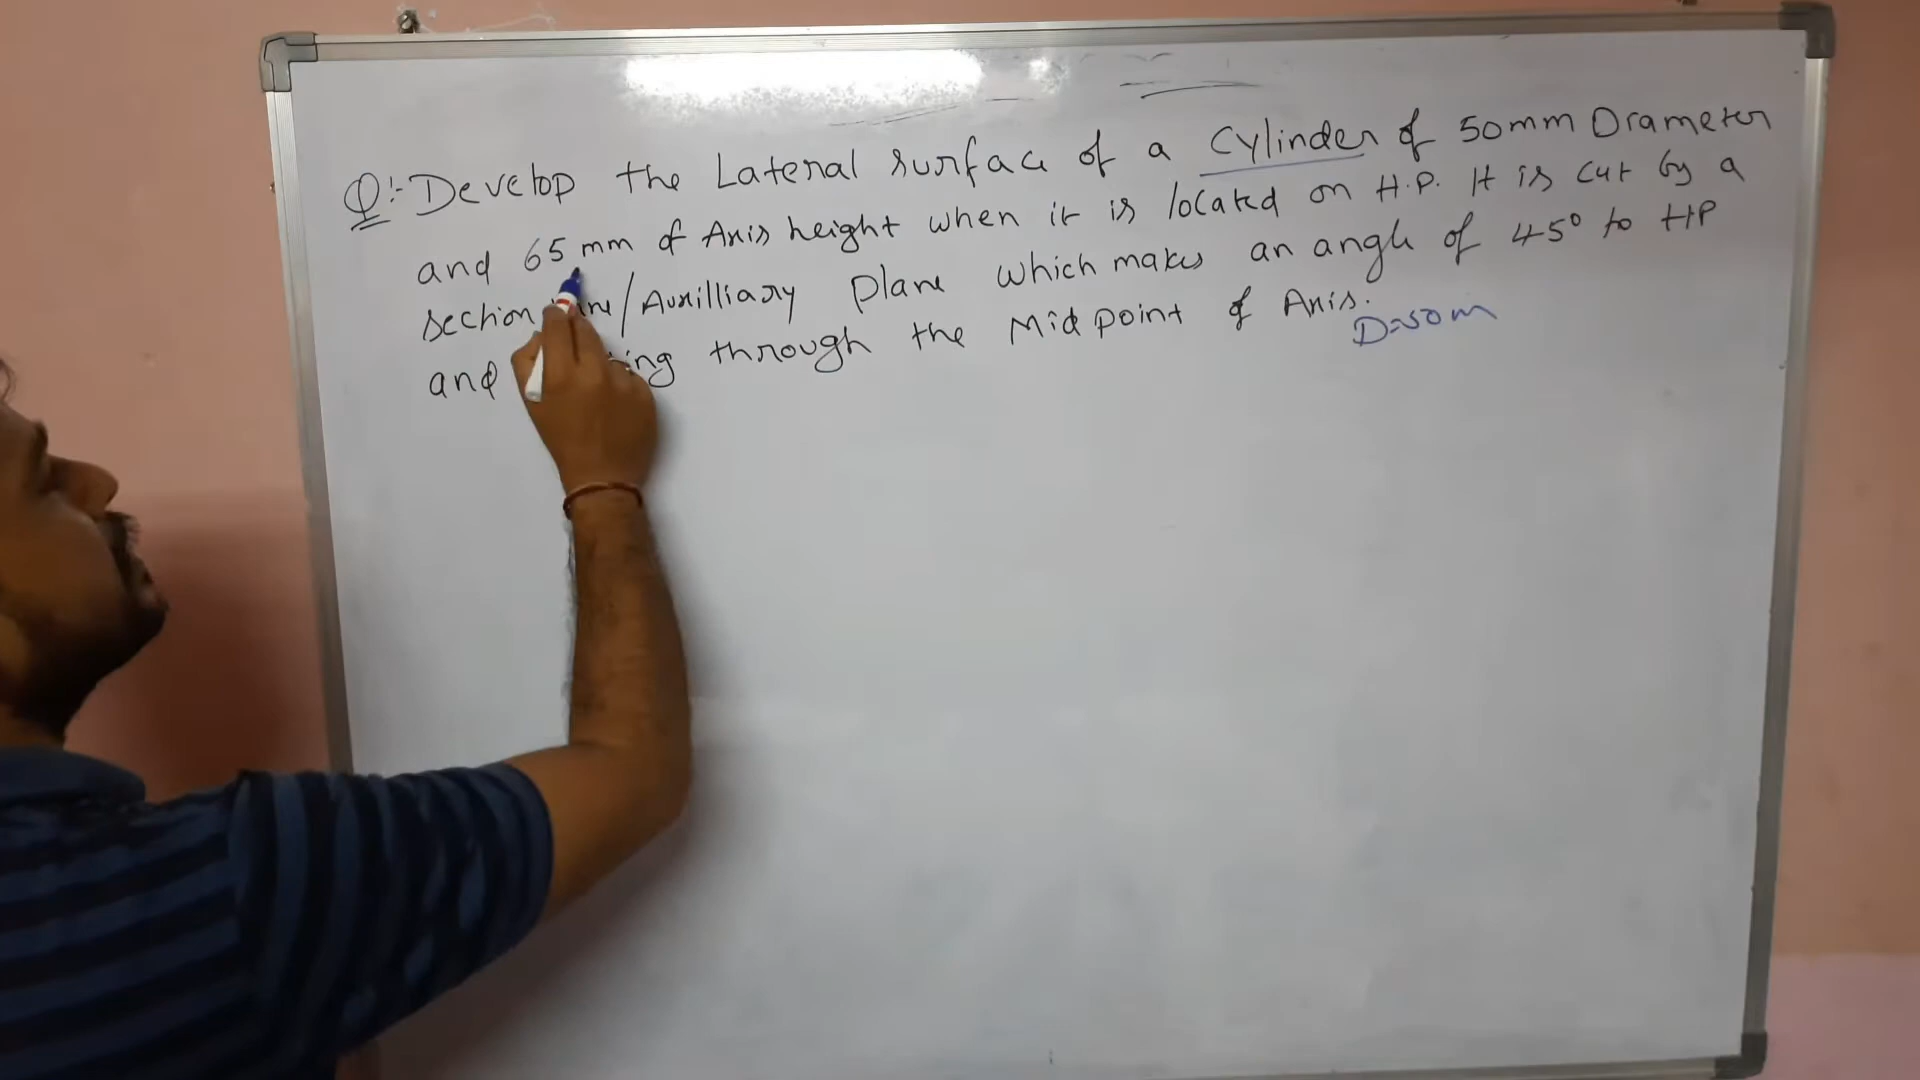 Q:- Develop the Lateral surface of a Cylinder of 50mm Diameter
and 65 mm of Axis height when it is located on H.P. It is cut by a
section /Auxilliary plane which makes an angle of 45° to HP
and through the Midpoint of Axis.
D=50m